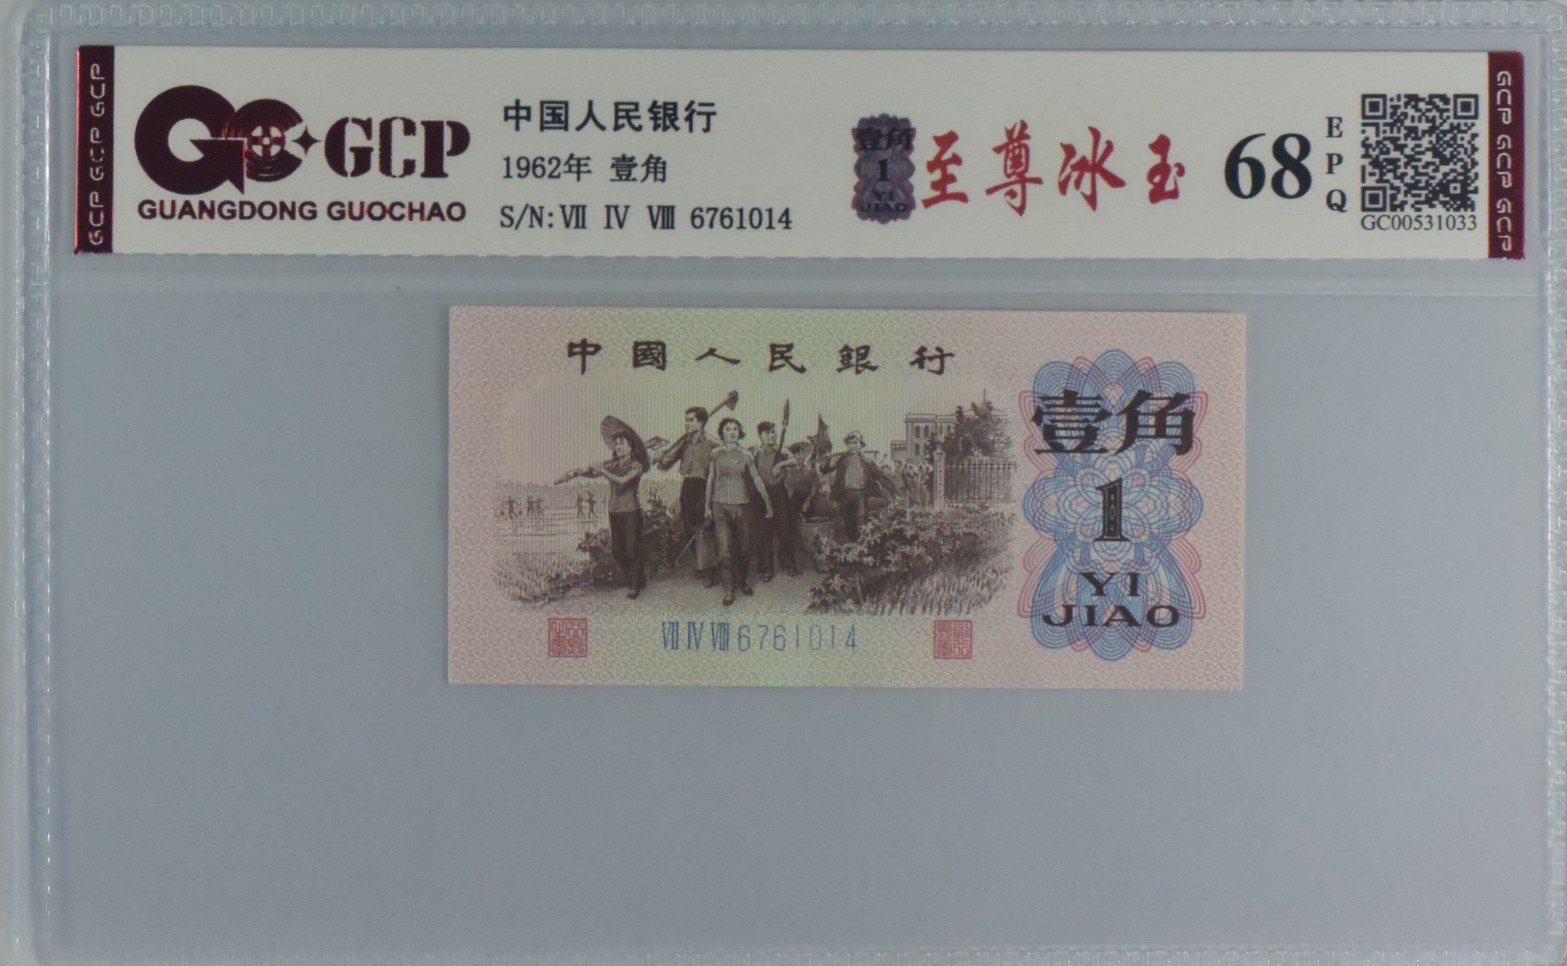 GCP GCP GCP
GC GCP
GUANGDONG GUOCHAO
中国人民银行
1962年 壹角
S/N: Ⅶ Ⅳ Ⅷ 6761014
壹角
1
YI
JIAO
至尊冰玉
68
EPQ
GC00531033
GCP GCP GCP
中國人民銀行
壹角
1
YI
JIAO
Ⅶ Ⅳ Ⅷ 6761014